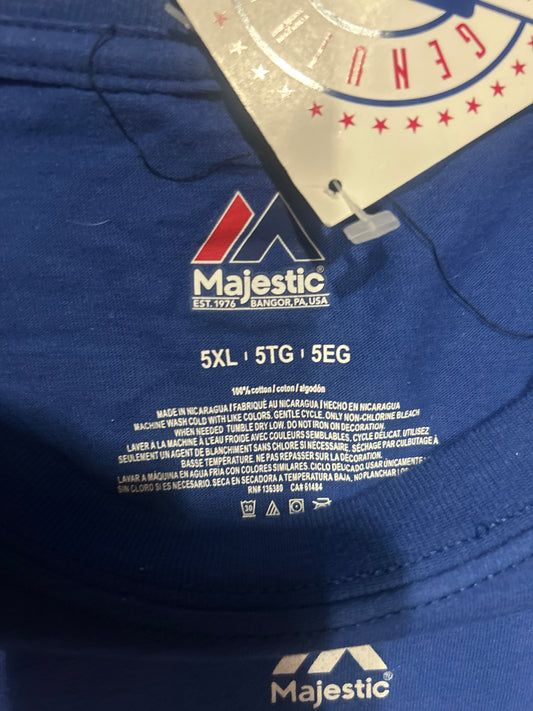 GENU
Majestic®
EST. 1976 BANGOR, PA, USA
5XL | 5TG | 5EG
100% cotton / coton / algodón
MADE IN NICARAGUA / FABRIQUÉ AU NICARAGUA / HECHO EN NICARAGUA
MACHINE WASH COLD WITH LIKE COLORS. GENTLE CYCLE. ONLY NON-CHLORINE BLEACH
WHEN NEEDED TUMBLE DRY LOW. DO NOT IRON ON DECORATION.
LAVER À LA MACHINE À L'EAU FROIDE AVEC COULEURS SEMBLABLES. CYCLE DÉLICAT. UTILISEZ
SEULEMENT UN AGENT DE BLANCHIMENT SANS CHLORE SI NÉCESSAIRE. SÉCHAGE PAR CULBUTAGE À
BASSE TEMPÉRATURE. NE PAS REPASSER SUR LA DÉCORATION.
LAVAR A MÁQUINA EN AGUA FRIA CON COLORES SIMILARES. CICLO DELICADO. USAR ÚNICAMENTE
SIN CLORO SI ES NECESARIO. SECA EN SECADORA A TEMPERATURA BAJA. NO PLANCHAR
RN# 136380 CA# 61484
30
Majestic®